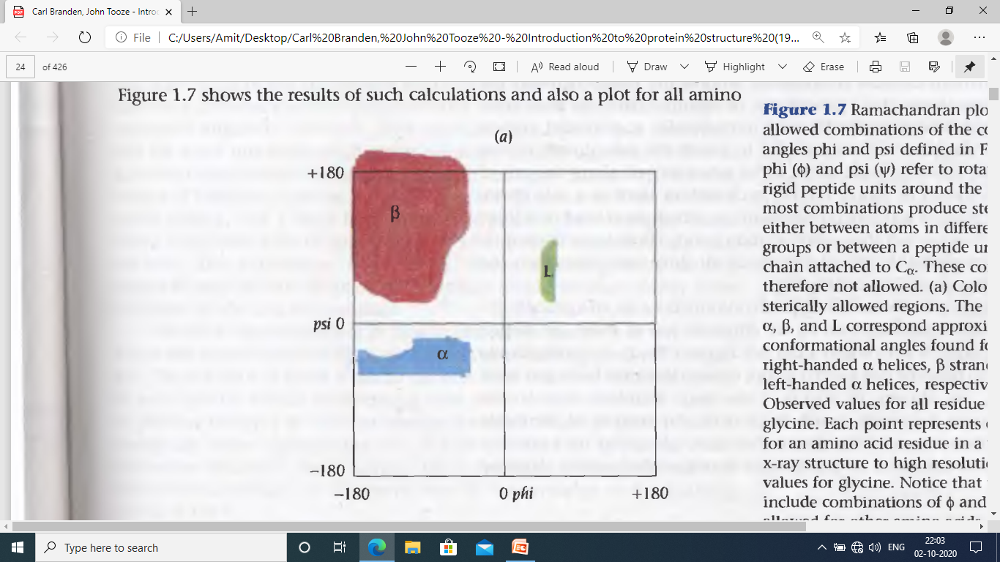 Carl Branden, John Tooze - Intro
File
C:/Users/Amit/Desktop/Carl%20Branden,%20John%20Tooze%20-%20Introduction%20to%20protein%20structure%20(19...
24 of 426
Read aloud
Draw
Highlight
Erase
Figure 1.7 shows the results of such calculations and also a plot for all amino
(a)
+180
β
L
psi 0
α
−180
−180
0 phi
+180
Figure 1.7 Ramachandran plo
allowed combinations of the co
angles phi and psi defined in F
phi (ϕ) and psi (ψ) refer to rota
rigid peptide units around the
most combinations produce ste
either between atoms in differe
groups or between a peptide un
chain attached to Cα. These co
therefore not allowed. (a) Colo
sterically allowed regions. The
α, β, and L correspond approxi
conformational angles found fo
right-handed α helices, β stran
left-handed α helices, respectiv
Observed values for all residue
glycine. Each point represents
for an amino acid residue in a
x-ray structure to high resoluti
values for glycine. Notice that
include combinations of ϕ and
allowed for other amino acids
Type here to search
ENG
22:03
02-10-2020